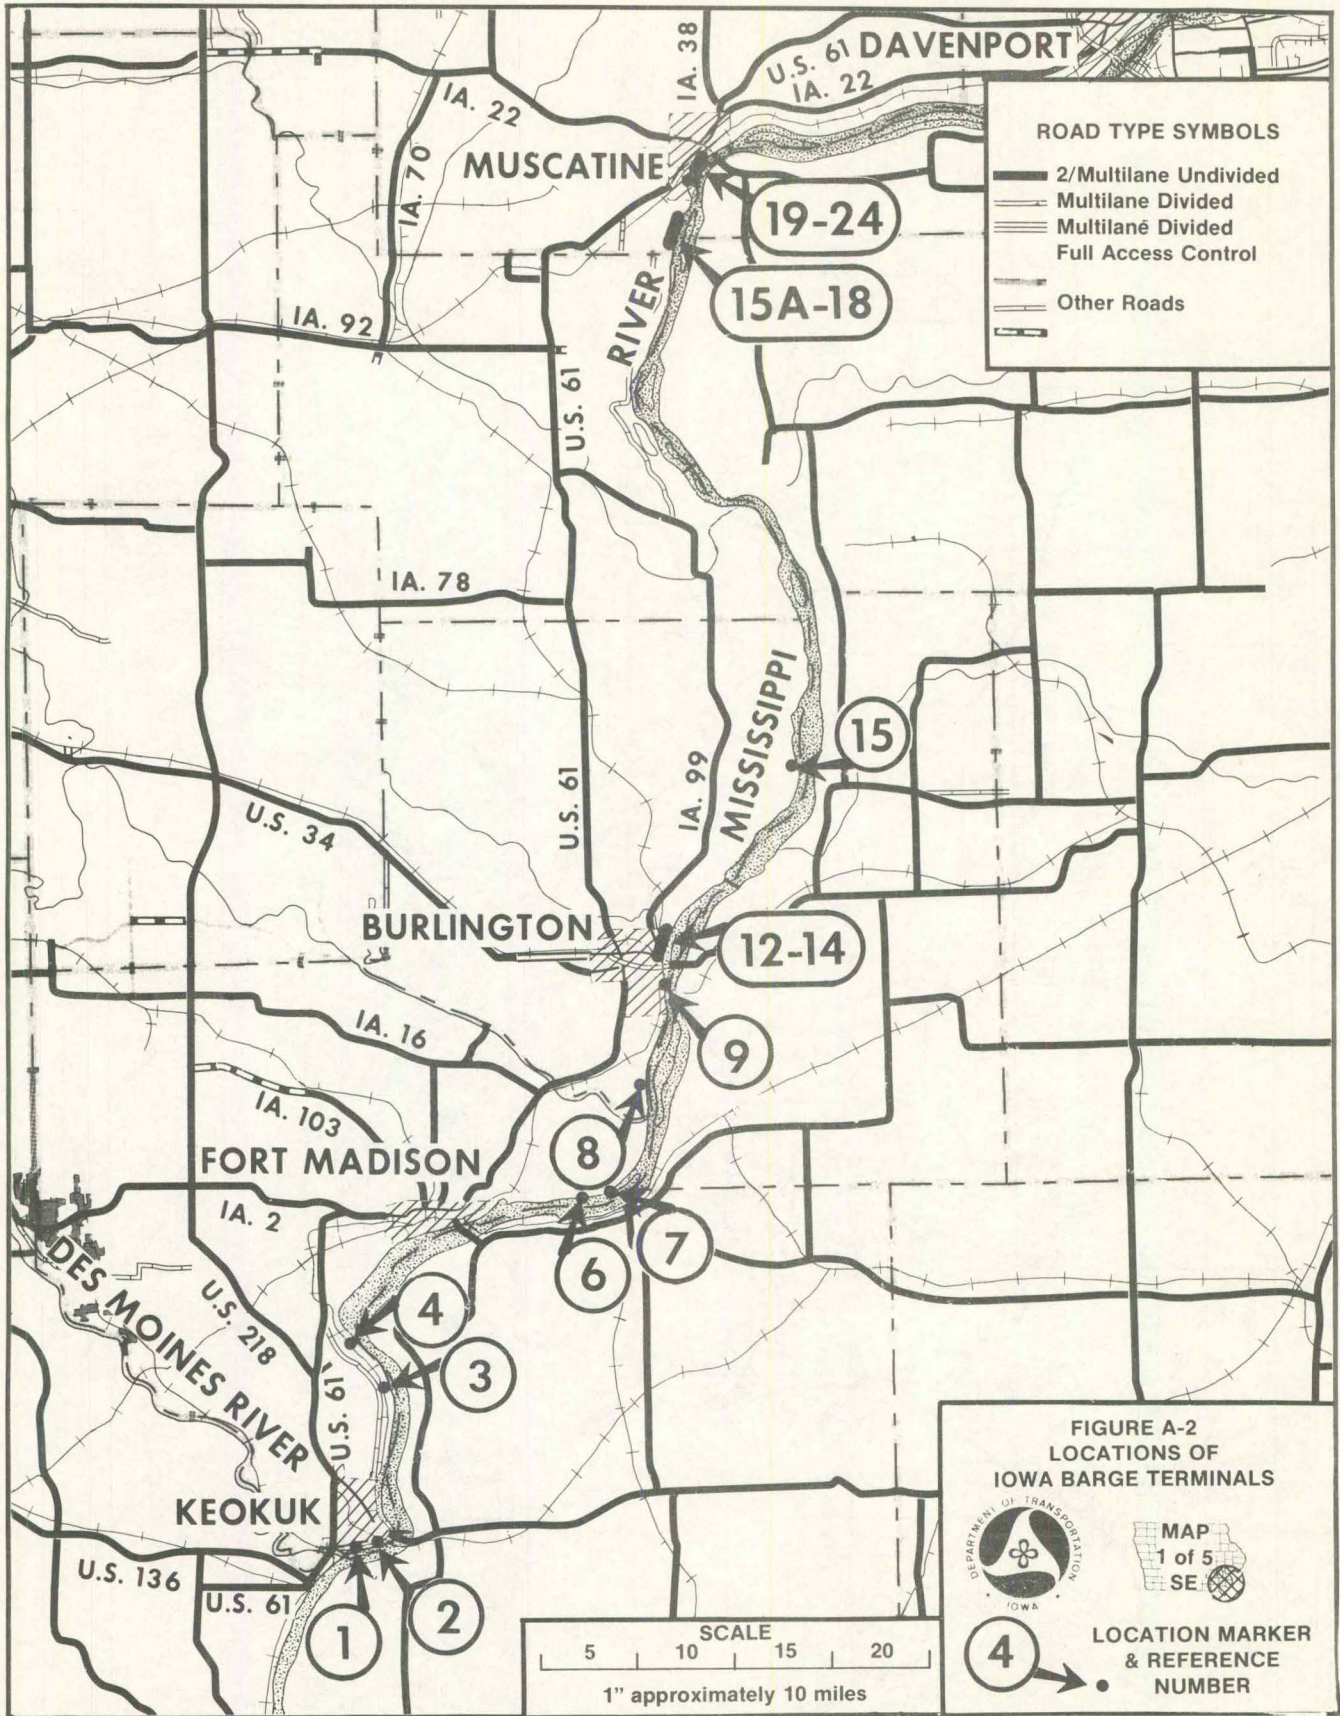 IA. 38
U.S. 61
DAVENPORT
IA. 22
IA. 22
IA. 70
MUSCATINE
ROAD TYPE SYMBOLS
2/Multilane Undivided
Multilane Divided
Multilane Divided
Full Access Control
Other Roads
19-24
15A-18
RIVER
IA. 92
U.S. 61
IA. 78
MISSISSIPPI
15
IA. 99
U.S. 61
U.S. 34
BURLINGTON
12-14
IA. 16
9
IA. 103
8
FORT MADISON
IA. 2
7
6
DES MOINES RIVER
U.S. 218
4
3
U.S. 61
KEOKUK
U.S. 136
U.S. 61
1
2
SCALE
5 10 15 20
1" approximately 10 miles
FIGURE A-2
LOCATIONS OF
IOWA BARGE TERMINALS
DEPARTMENT OF TRANSPORTATION
IOWA
MAP
1 of 5
SE
4
LOCATION MARKER
& REFERENCE
NUMBER